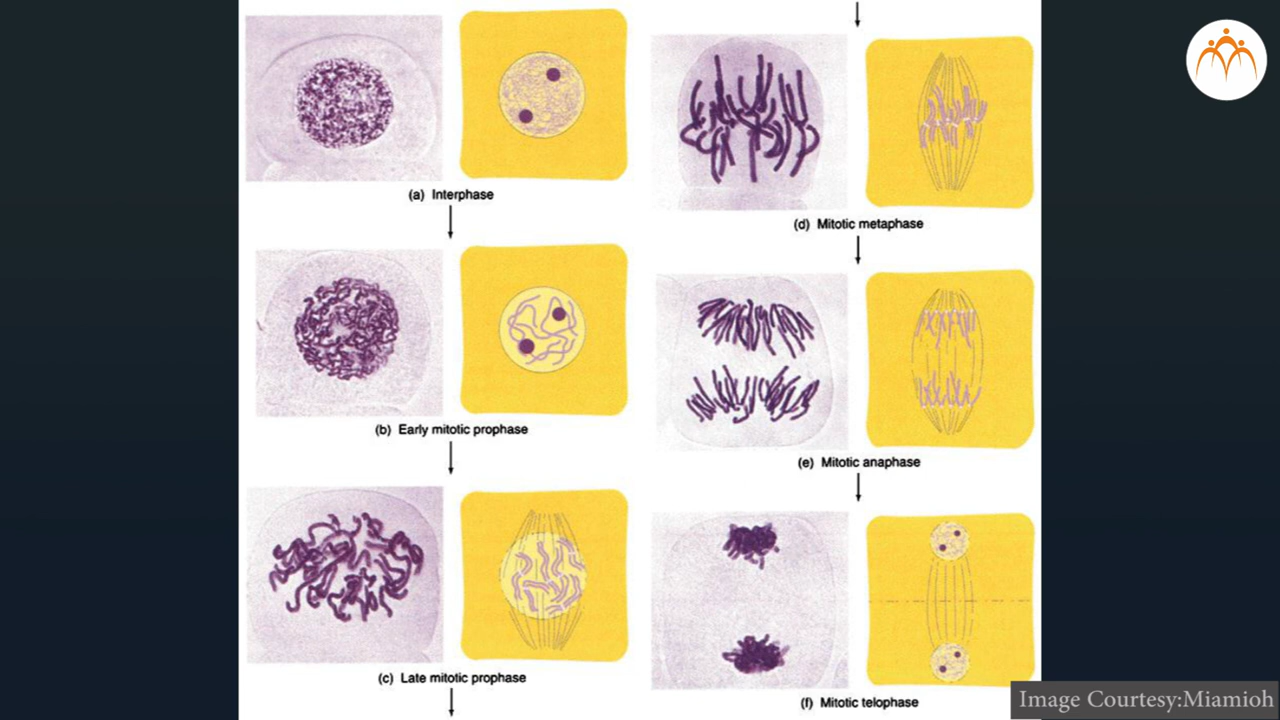 (a) Interphase
(b) Early mitotic prophase
(c) Late mitotic prophase
(d) Mitotic metaphase
(e) Mitotic anaphase
(f) Mitotic telophase
Image Courtesy:Miamioh